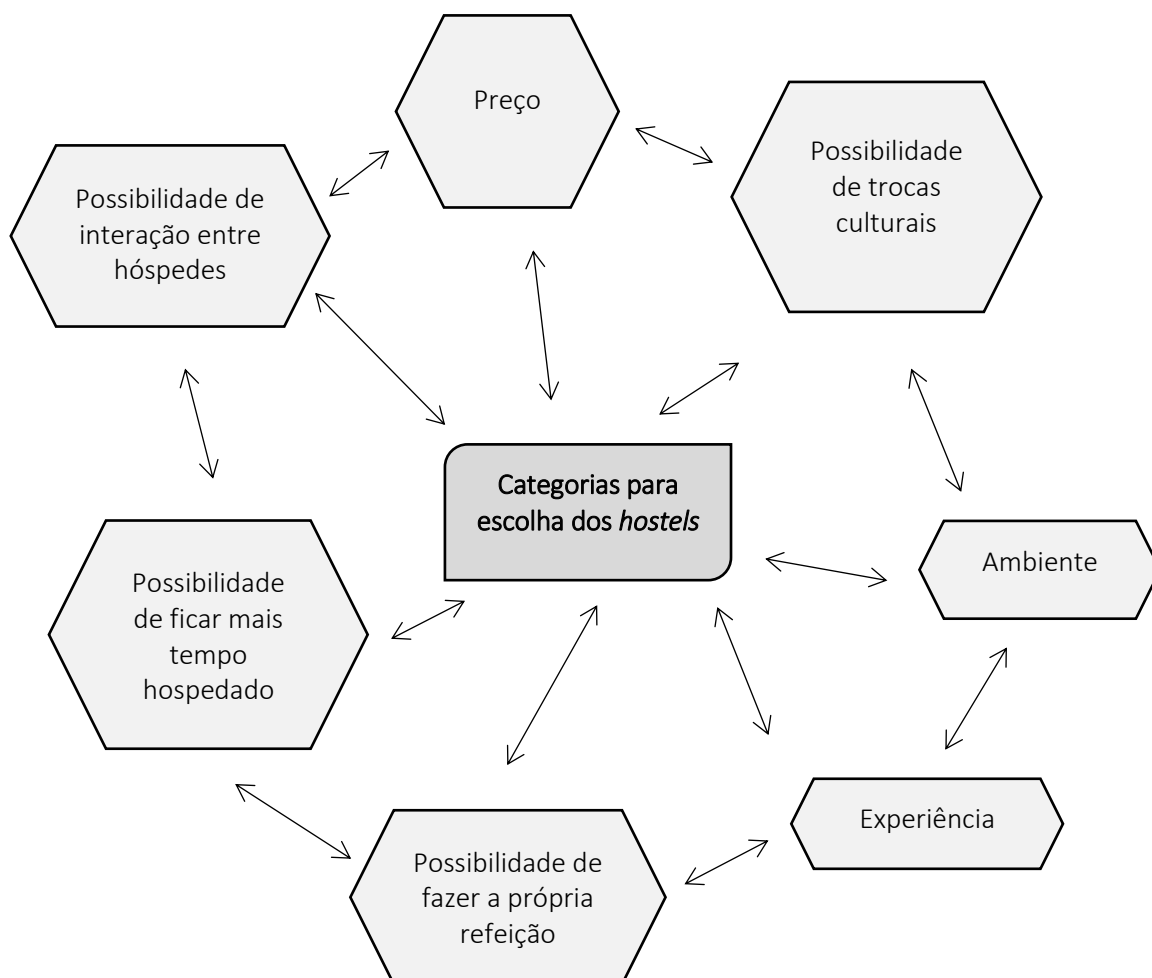 Preço
Possibilidade
de trocas
culturais
Possibilidade de
interação entre
hóspedes
Categorias para
escolha dos hostels
Ambiente
Possibilidade
de ficar mais
tempo
hospedado
Experiência
Possibilidade de
fazer a própria
refeição